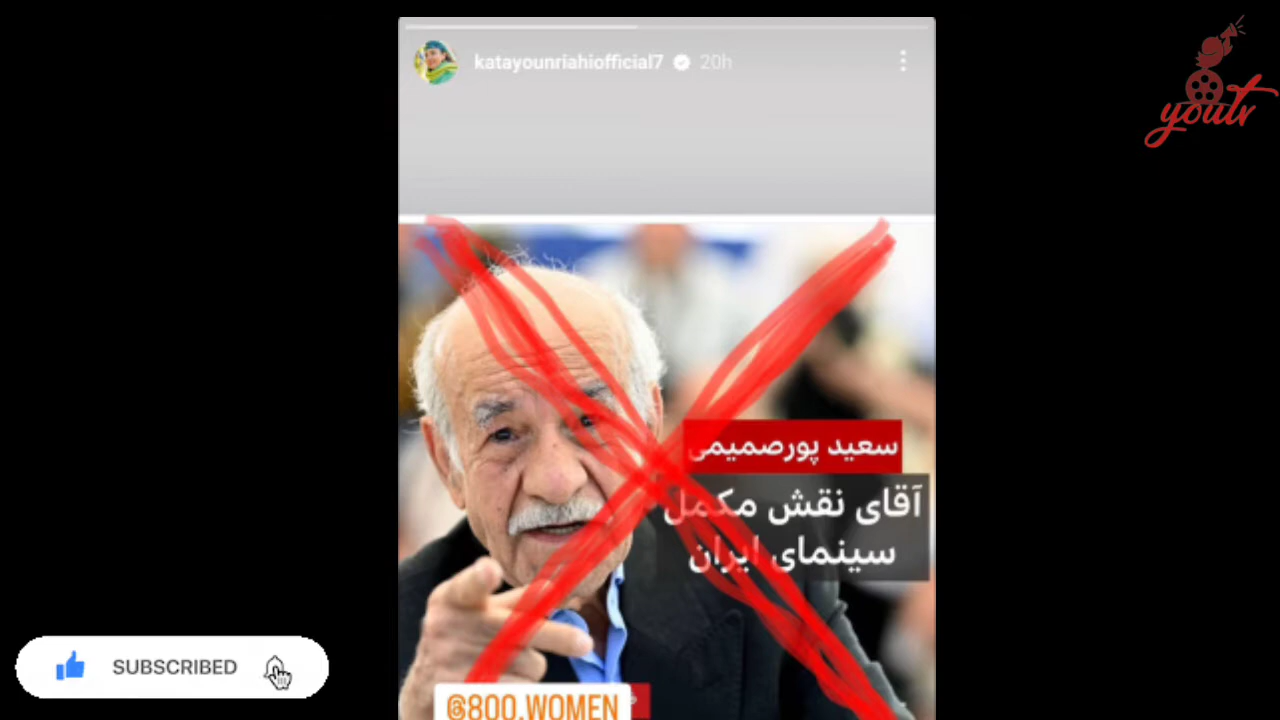 katayounriahiofficial7 20h
youtv
سعید پورصمیمی
آقای نقش مکمل
سینمای ایران
SUBSCRIBED
@800.WOMEN